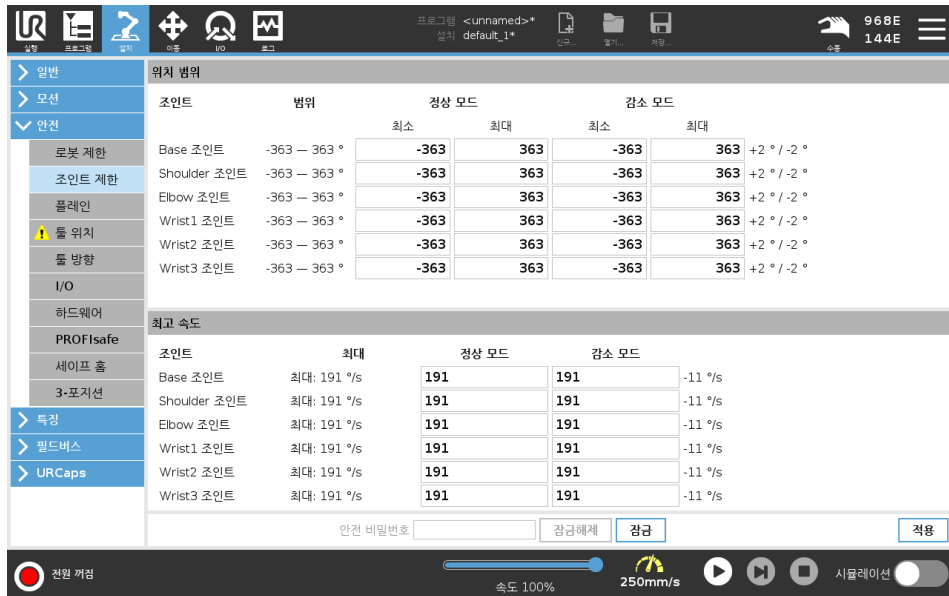 프로그램 <unnamed>*
설치 default_1*
968E
144E
실행 프로그램 설치 이동 I/O 로그 신규... 열기... 저장... 수동
일반
모션
안전
로봇 제한
조인트 제한
플레인
툴 위치
툴 방향
I/O
하드웨어
PROFIsafe
세이프 홈
3-포지션
특징
필드버스
URCaps
위치 범위
조인트 범위 정상 모드 감소 모드
최소 최대 최소 최대
Base 조인트 -363 — 363 ° -363 363 -363 363 +2 ° / -2 °
Shoulder 조인트 -363 — 363 ° -363 363 -363 363 +2 ° / -2 °
Elbow 조인트 -363 — 363 ° -363 363 -363 363 +2 ° / -2 °
Wrist1 조인트 -363 — 363 ° -363 363 -363 363 +2 ° / -2 °
Wrist2 조인트 -363 — 363 ° -363 363 -363 363 +2 ° / -2 °
Wrist3 조인트 -363 — 363 ° -363 363 -363 363 +2 ° / -2 °
최고 속도
조인트 최대 정상 모드 감소 모드
Base 조인트 최대: 191 °/s 191 191 -11 °/s
Shoulder 조인트 최대: 191 °/s 191 191 -11 °/s
Elbow 조인트 최대: 191 °/s 191 191 -11 °/s
Wrist1 조인트 최대: 191 °/s 191 191 -11 °/s
Wrist2 조인트 최대: 191 °/s 191 191 -11 °/s
Wrist3 조인트 최대: 191 °/s 191 191 -11 °/s
안전 비밀번호 잠금해제 잠금 적용
전원 꺼짐
속도 100%
250mm/s
시뮬레이션